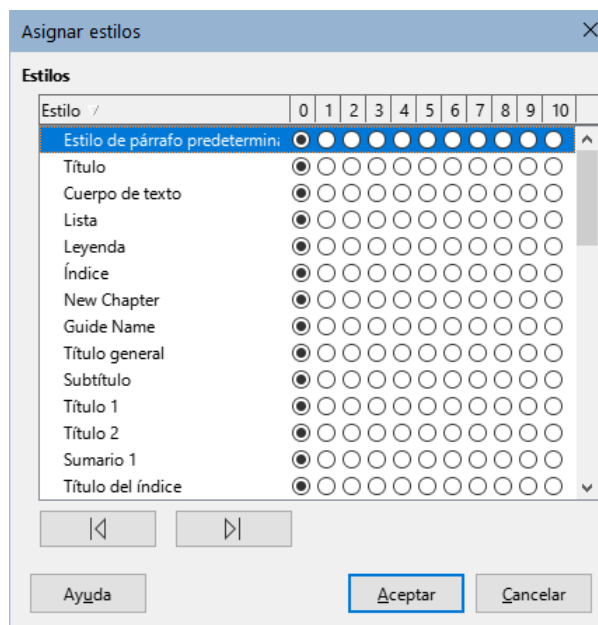 Asignar estilos
Estilos
Estilo 0 1 2 3 4 5 6 7 8 9 10
Estilo de párrafo predetermina
Título
Cuerpo de texto
Lista
Leyenda
Índice
New Chapter
Guide Name
Título general
Subtítulo
Título 1
Título 2
Sumario 1
Título del índice
Ayuda Aceptar Cancelar